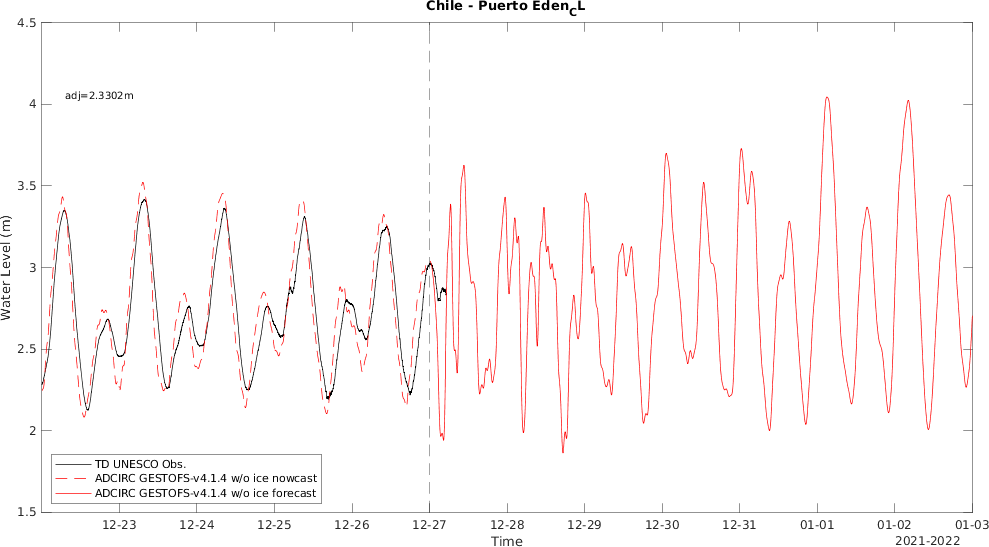 Chile - Puerto Eden_CL
4.5
4
3.5
3
2.5
2
1.5
Water Level (m)
adj=2.3302m
TD UNESCO Obs.
ADCIRC GESTOFS-v4.1.4 w/o ice nowcast
ADCIRC GESTOFS-v4.1.4 w/o ice forecast
12-23 12-24 12-25 12-26 12-27 12-28 12-29 12-30 12-31 01-01 01-02 01-03
Time
2021-2022